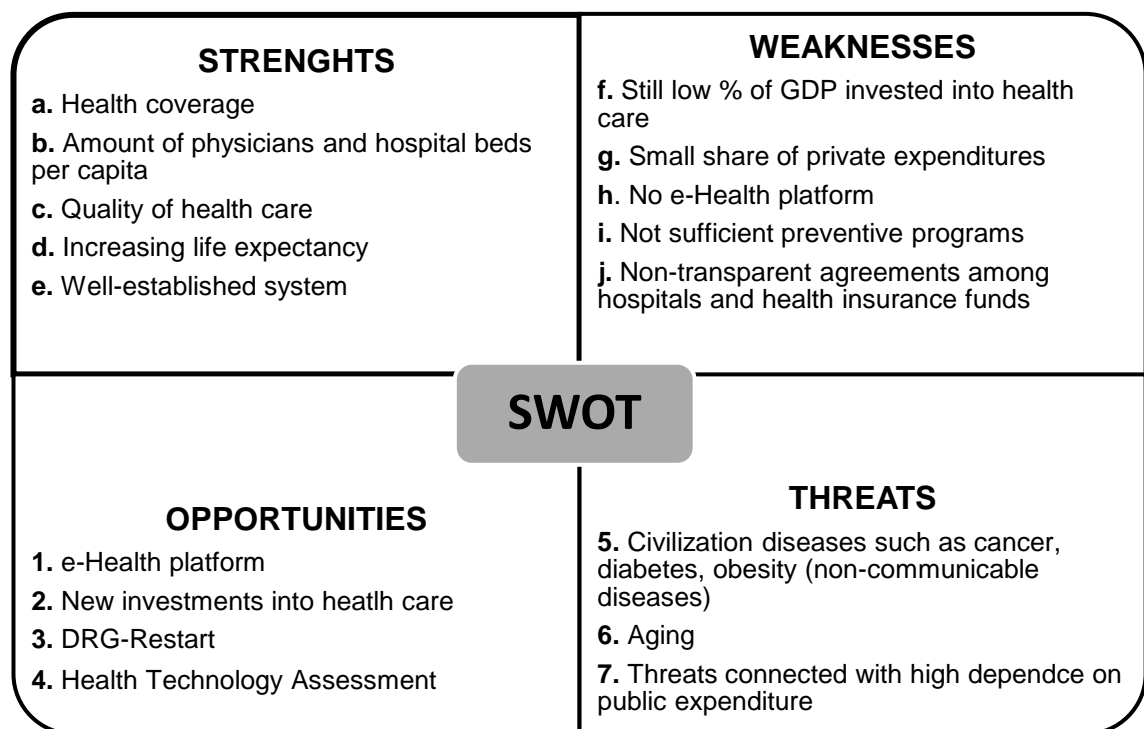 STRENGHTS
a. Health coverage
b. Amount of physicians and hospital beds
per capita
c. Quality of health care
d. Increasing life expectancy
e. Well-established system
WEAKNESSES
f. Still low % of GDP invested into health
care
g. Small share of private expenditures
h. No e-Health platform
i. Not sufficient preventive programs
j. Non-transparent agreements among
hospitals and health insurance funds
SWOT
OPPORTUNITIES
1. e-Health platform
2. New investments into heatlh care
3. DRG-Restart
4. Health Technology Assessment
THREATS
5. Civilization diseases such as cancer,
diabetes, obesity (non-communicable
diseases)
6. Aging
7. Threats connected with high dependce on
public expenditure